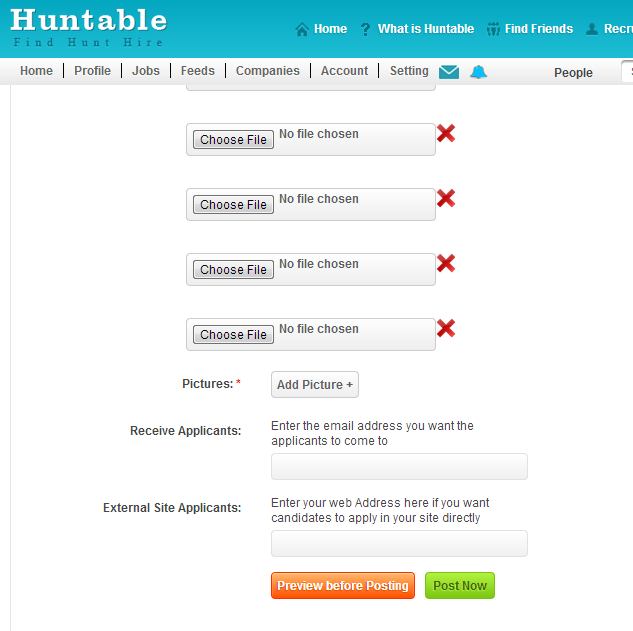 Huntable
Find Hunt Hire
Home ? What is Huntable Find Friends Recru
Home Profile Jobs Feeds Companies Account Setting People
Choose File No file chosen
Choose File No file chosen
Choose File No file chosen
Choose File No file chosen
Pictures: * Add Picture +
Receive Applicants: Enter the email address you want the
applicants to come to
External Site Applicants: Enter your web Address here if you want
candidates to apply in your site directly
Preview before Posting Post Now